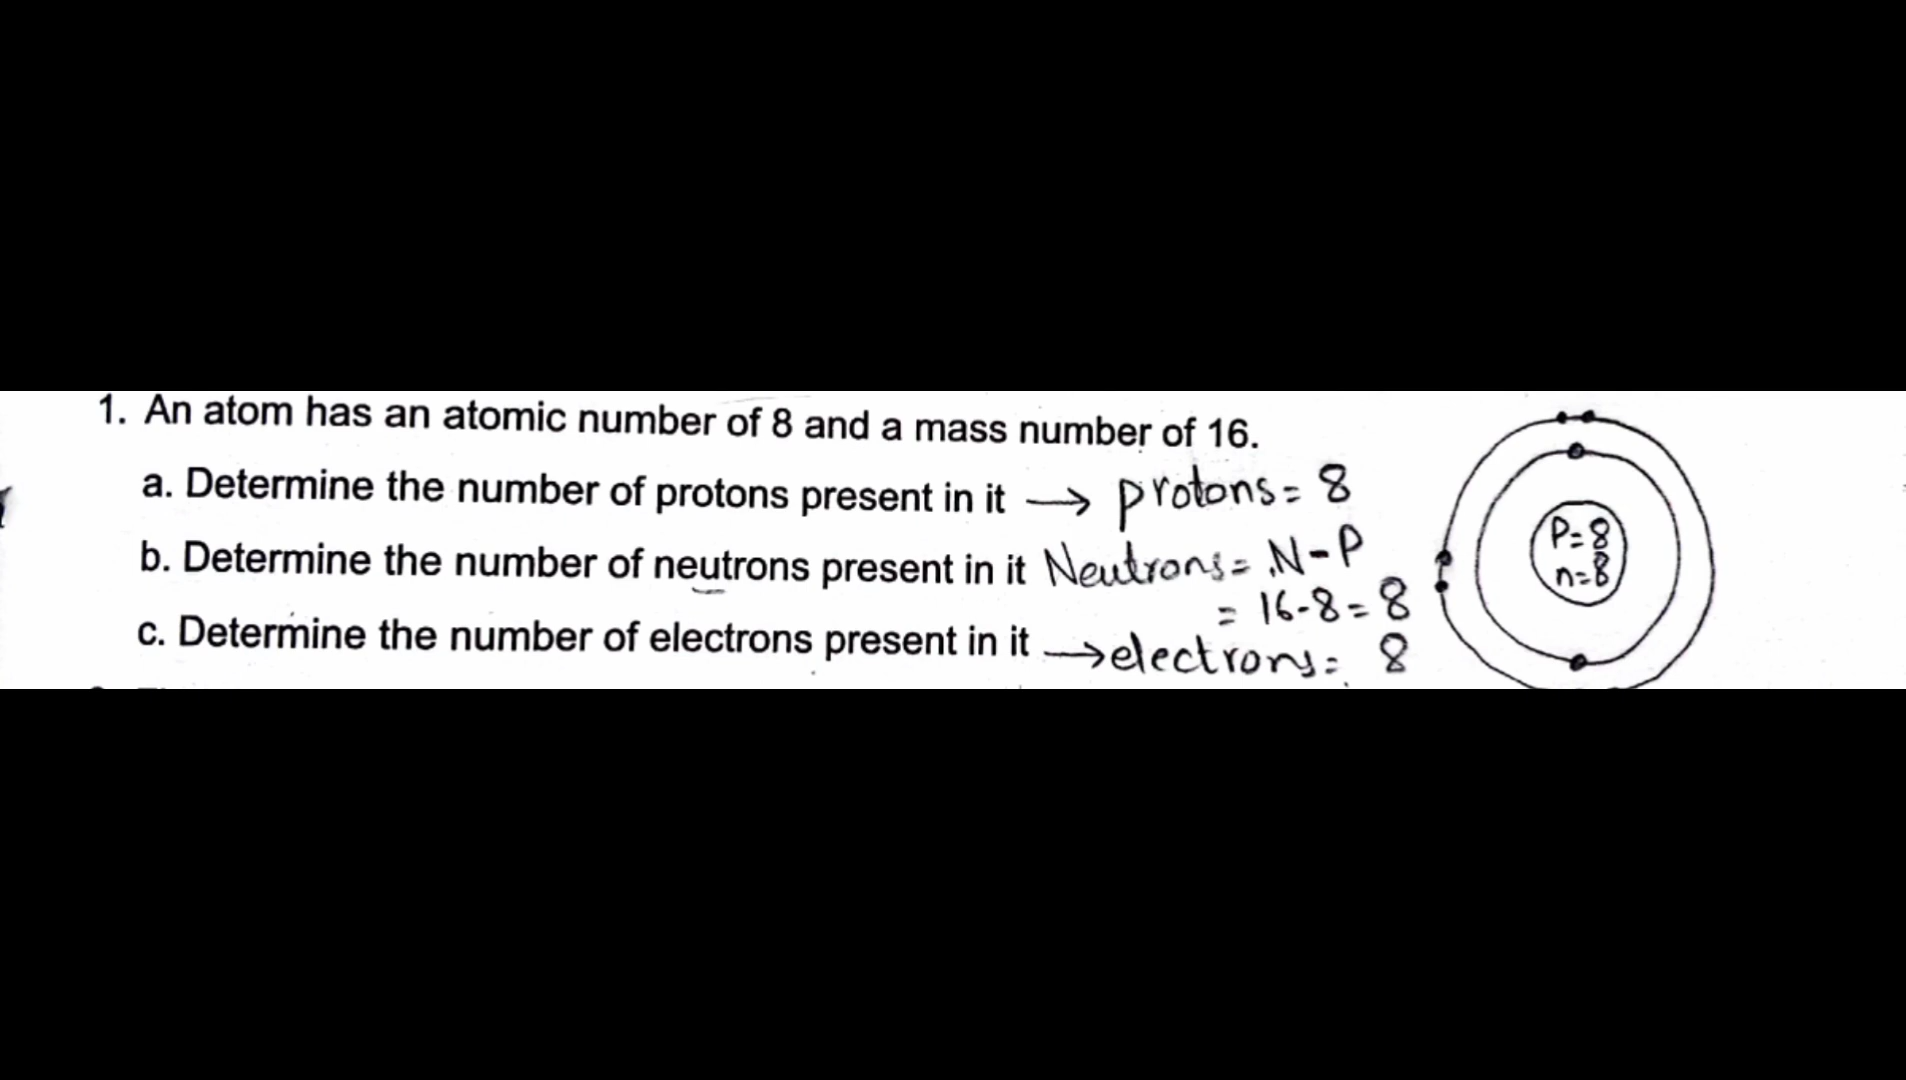 1. An atom has an atomic number of 8 and a mass number of 16.
a. Determine the number of protons present in it → protons = 8
b. Determine the number of neutrons present in it Neutrons = N - P
= 16 - 8 = 8
c. Determine the number of electrons present in it → electrons = 8
P = 8
n = 8